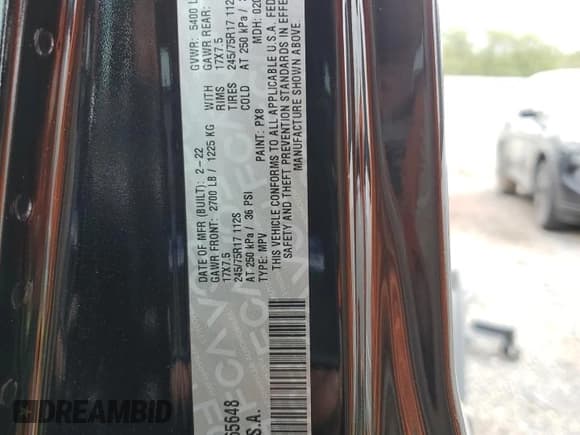 DATE OF MFR (BUILT): 2-22 GVWR: 5400 L
GAWR FRONT: 2700 LB / 1225 KG WITH GAWR REAR:
17X7.5 RIMS 17X7.5
245/75R17 112S TIRES 245/75R17 112
AT 250 kPa / 36 PSI COLD AT 250 kPa /
TYPE: MPV PAINT: PX8 MDH: 020
THIS VEHICLE CONFORMS TO ALL APPLICABLE U.S.A. FED
SAFETY AND THEFT PREVENTION STANDARDS IN EFFE
MANUFACTURE SHOWN ABOVE
65648
S.A.
DREAMBID